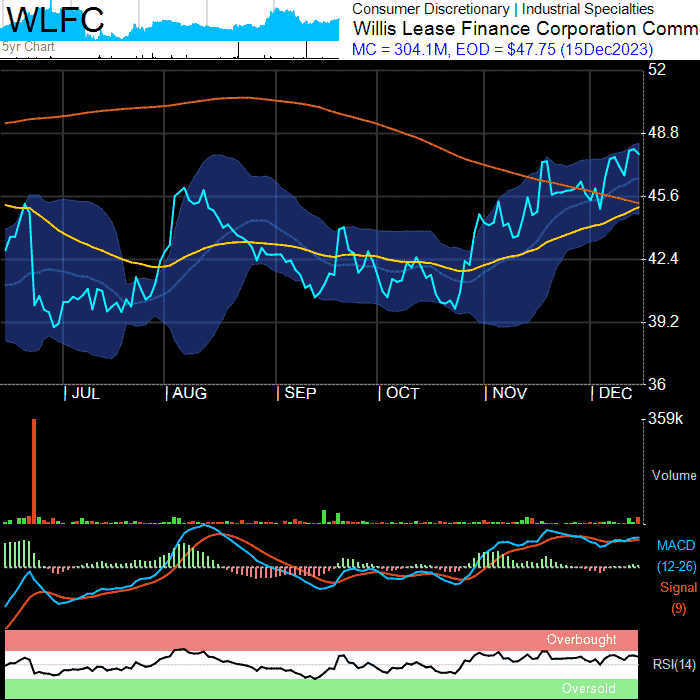 WLFC
5yr Chart
Consumer Discretionary | Industrial Specialties
Willis Lease Finance Corporation Comm
MC = 304.1M, EOD = $47.75 (15Dec2023)
52
48.8
45.6
42.4
39.2
36
| JUL | AUG | SEP | OCT | NOV | DEC
359k
Volume
MACD
(12-26)
Signal
(9)
Overbought
RSI(14)
Oversold